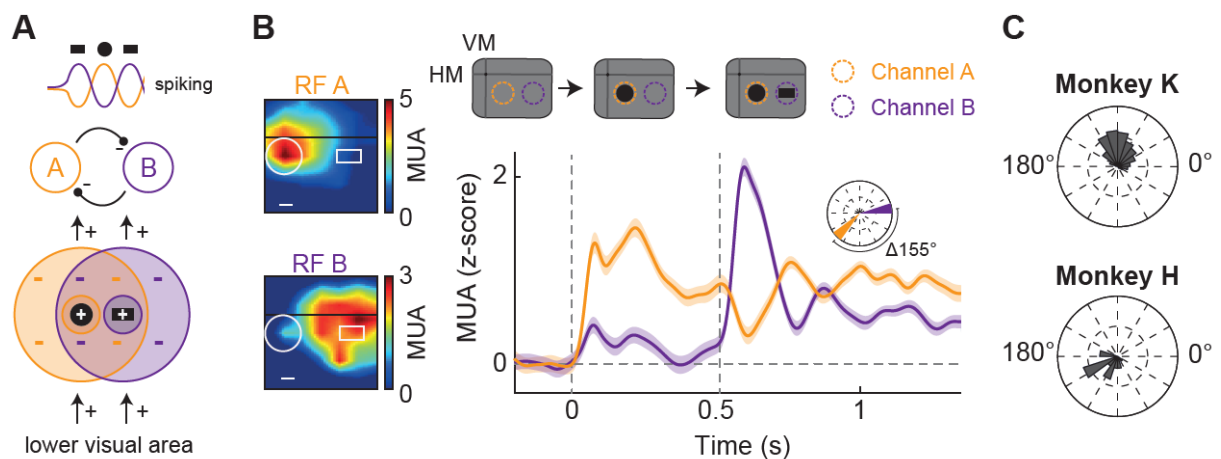 A
spiking
A
B
-
-
+
+
-
-
-
-
+
+
-
-
-
-
+
+
lower visual area
B
VM
HM
Channel A
Channel B
RF A
5
MUA
0
RF B
3
MUA
0
MUA (z-score)
2
0
Δ155°
0
0.5
1
Time (s)
C
Monkey K
180°
0°
Monkey H
180°
0°